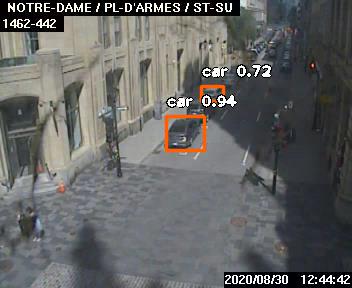 NOTRE-DAME / PL-D'ARMES / ST-SU
1462-442
car 0.72
car 0.94
2020/08/30 12:44:42